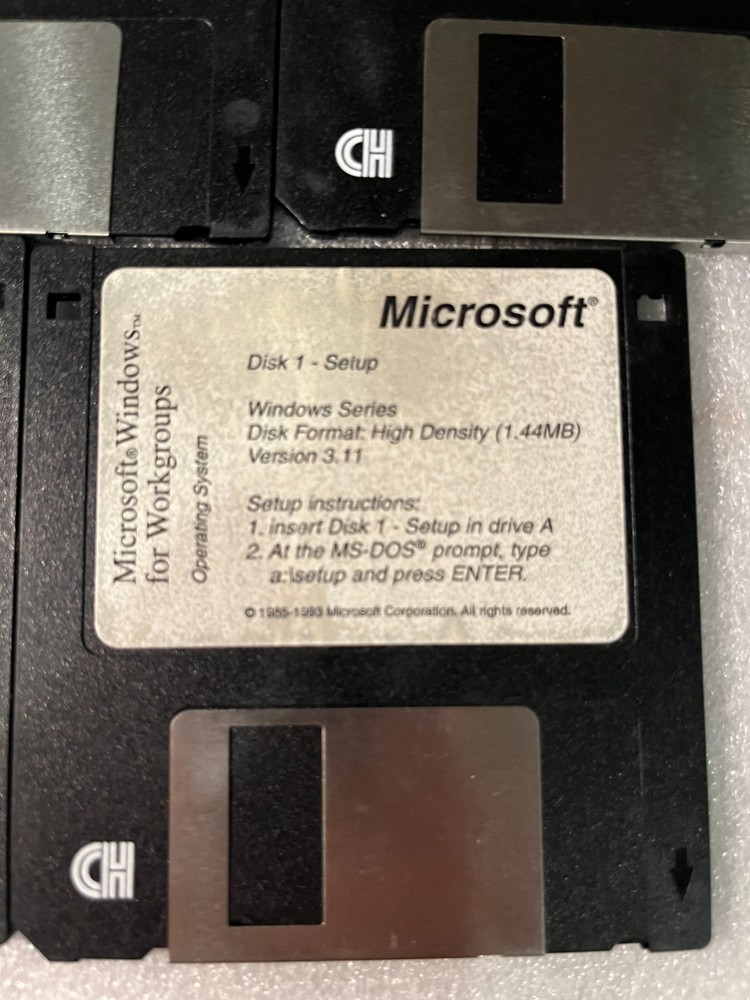 HD
Microsoft®Windows™
for Workgroups
Operating System
Microsoft®
Disk 1 - Setup
Windows Series
Disk Format: High Density (1.44MB)
Version 3.11
Setup instructions:
1. insert Disk 1 - Setup in drive A
2. At the MS-DOS® prompt, type
a:\setup and press ENTER.
© 1985-1993 Microsoft Corporation. All rights reserved.
HD